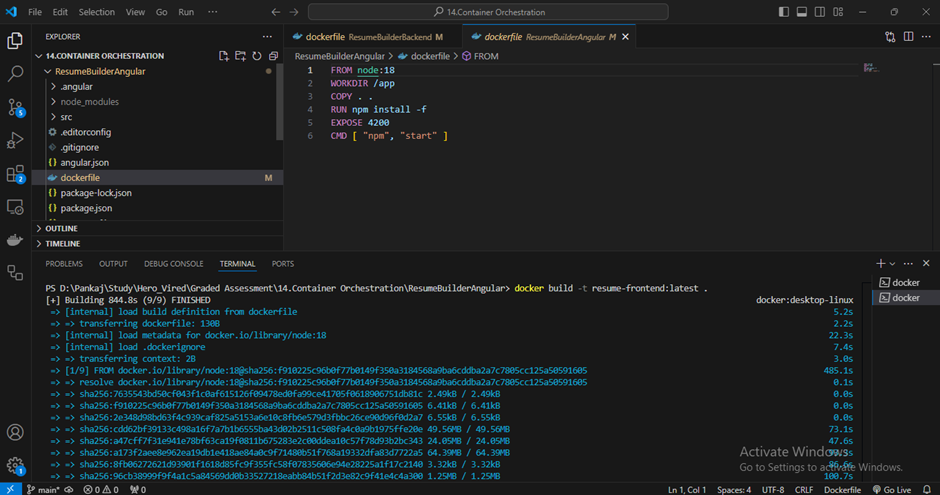 File Edit Selection View Go Run ··· 14.Container Orchestration
EXPLORER ···
14.CONTAINER ORCHESTRATION
ResumeBuilderAngular
.angular
node_modules
src
.editorconfig
.gitignore
angular.json
dockerfile M
package-lock.json
package.json
OUTLINE
TIMELINE
5
2
1
dockerfile ResumeBuilderBackend M
dockerfile ResumeBuilderAngular M
ResumeBuilderAngular > dockerfile > FROM
1 FROM node:18
2 WORKDIR /app
3 COPY . .
4 RUN npm install -f
5 EXPOSE 4200
6 CMD [ "npm", "start" ]
PROBLEMS OUTPUT DEBUG CONSOLE TERMINAL PORTS
docker
docker
PS D:\Pankaj\Study\Hero_Vired\Graded Assessment\14.Container Orchestration\ResumeBuilderAngular> docker build -t resume-frontend:latest .
[+] Building 844.8s (9/9) FINISHED docker:desktop-linux
=> [internal] load build definition from dockerfile 5.2s
=> => transferring dockerfile: 130B 2.2s
=> [internal] load metadata for docker.io/library/node:18 22.3s
=> [internal] load .dockerignore 7.4s
=> => transferring context: 2B 3.0s
=> [1/9] FROM docker.io/library/node:18@sha256:f910225c96b0f77b0149f350a3184568a9ba6cddba2a7c7805cc125a50591605 485.1s
=> => resolve docker.io/library/node:18@sha256:f910225c96b0f77b0149f350a3184568a9ba6cddba2a7c7805cc125a50591605 0.1s
=> => sha256:7635543bd50cf043f1c0af615126f09478ed0fa99ce41705f0618906751db81c 2.49kB / 2.49kB 0.0s
=> => sha256:f910225c96b0f77b0149f350a3184568a9ba6cddba2a7c7805cc125a50591605 6.41kB / 6.41kB 0.0s
=> => sha256:2e348d98bd63f4c939caf825a5153a6e10c8fb6e579d3fbbc26ce90d96f0d2a7 6.55kB / 6.55kB 0.0s
=> => sha256:cdd62bf39133c498a16f7a7b1b6555ba43d02b2511c508fa4c0a9b1975ffe20e 49.56MB / 49.56MB 73.1s
=> => sha256:a47cff7f31e941e78bf63ca19f0811b675283e2c00ddea10c57f78d93b2bc343 24.05MB / 24.05MB 47.6s
=> => sha256:a173f2aee8e962ea19db1e418ae84a0c9f71480b51f768a19332dfa83d7722a5 64.39MB / 64.39MB
=> => sha256:8fb06272621d93901f1618d85fc9f355fc58f07835606e94e28225a1f17c2140 3.32kB / 3.32kB
=> => sha256:96cb38999f9f4a1c5a84569dd0b33527218eabb84b51f2d3e82c9f41e4c4a300 1.25MB / 1.25MB 100.7s
Activate Windows
Go to Settings to activate Windows.
main* 0 0 0 Ln 1, Col 1 Spaces: 4 UTF-8 CRLF Dockerfile Go Live